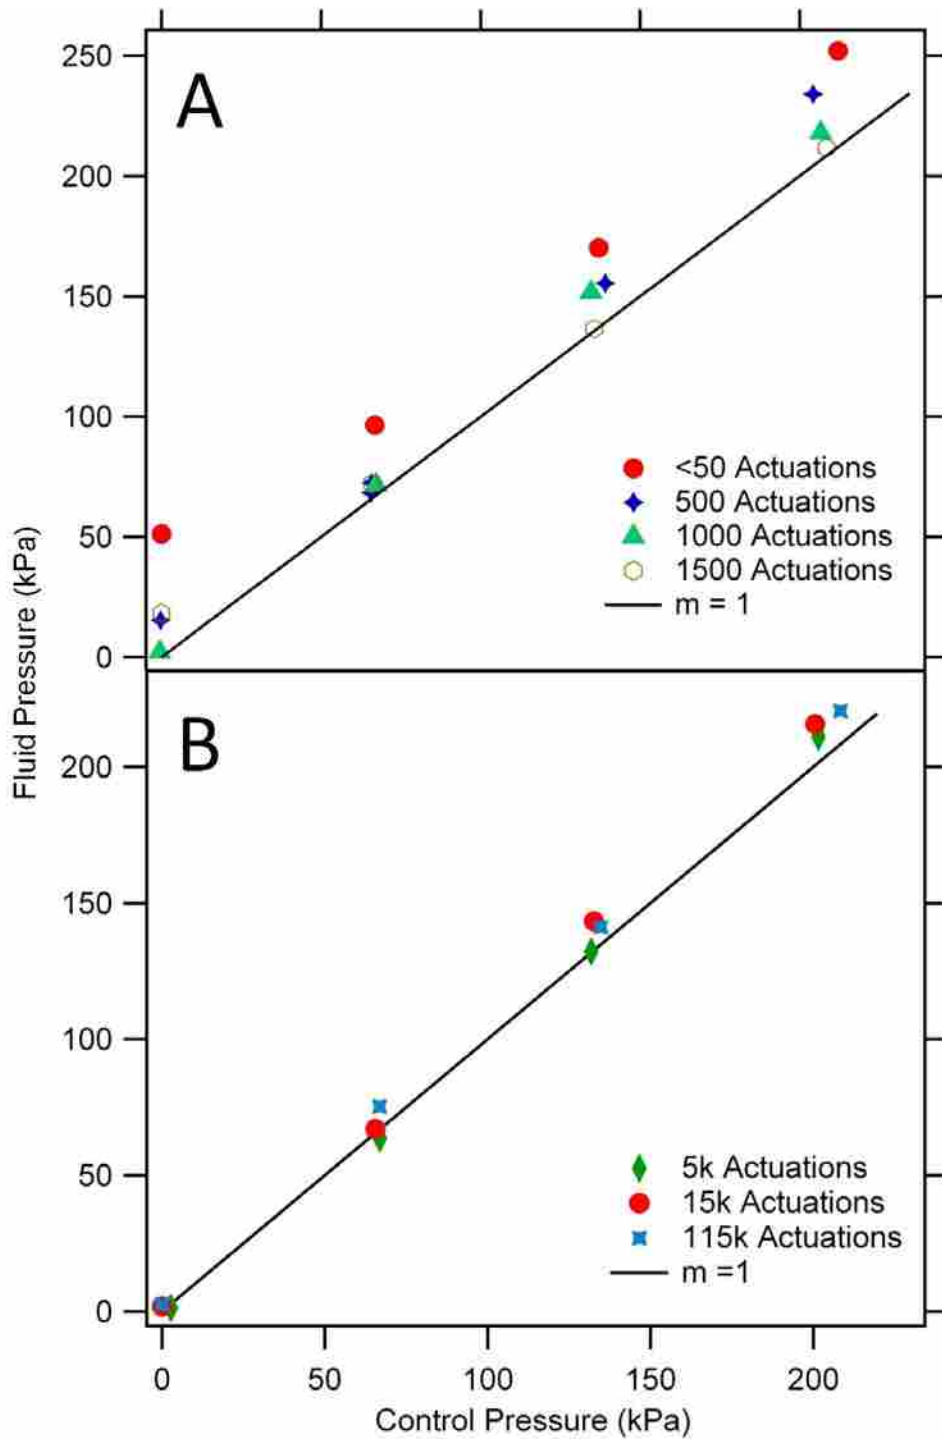 A
250
200
150
100
50
0
<50 Actuations
500 Actuations
1000 Actuations
1500 Actuations
m = 1
Fluid Pressure (kPa)
B
200
150
100
50
0
5k Actuations
15k Actuations
115k Actuations
m =1
0 50 100 150 200
Control Pressure (kPa)